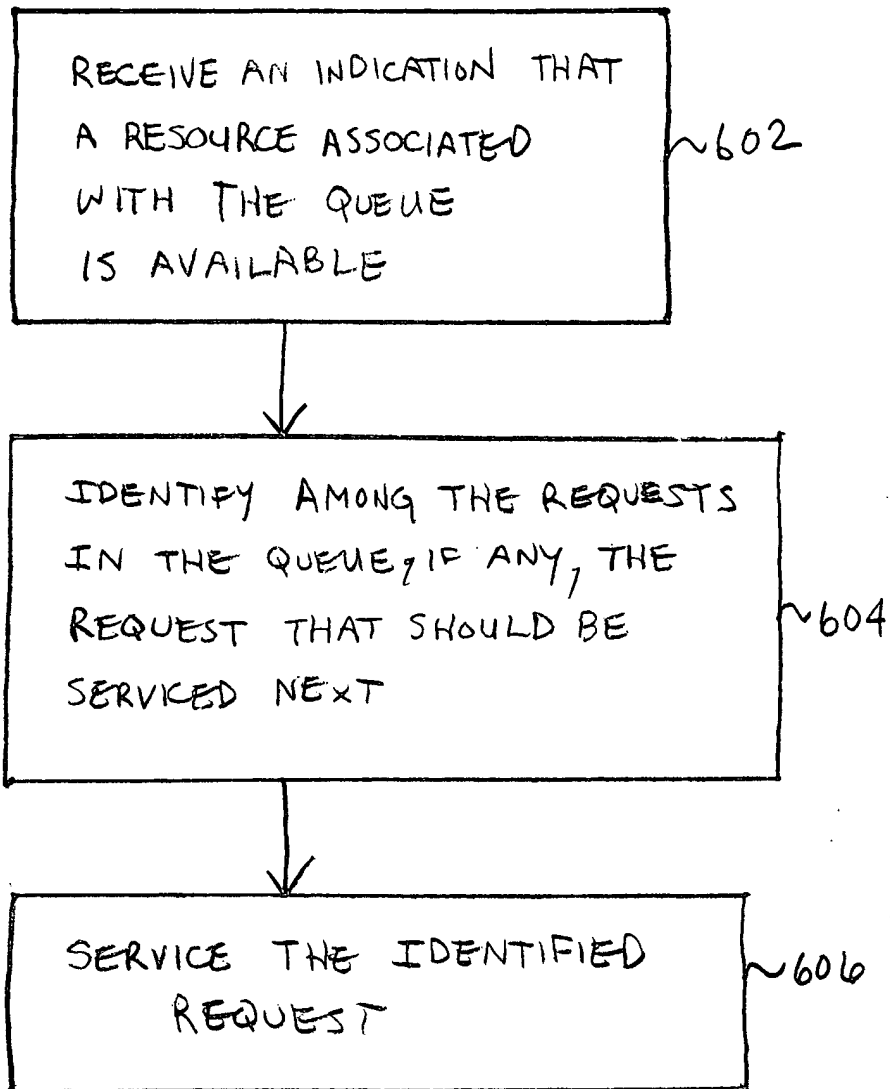 RECEIVE AN INDICATION THAT
A RESOURCE ASSOCIATED
WITH THE QUEUE
IS AVAILABLE
~602
IDENTIFY AMONG THE REQUESTS
IN THE QUEUE, IF ANY, THE
REQUEST THAT SHOULD BE
SERVICED NEXT
~604
SERVICE THE IDENTIFIED
REQUEST
~606